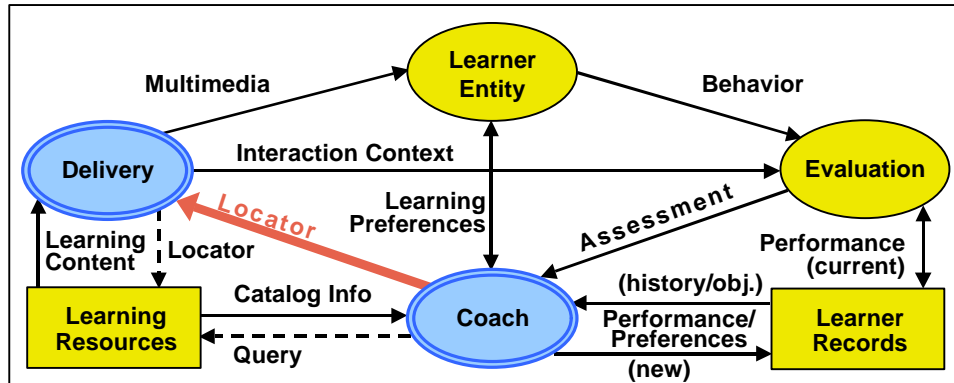 Learner
Entity
Multimedia
Behavior
Delivery
Interaction Context
Evaluation
Learning
Preferences
Locator
Assessment
Learning
Content
Locator
Performance
(current)
Catalog Info
(history/obj.)
Learning
Resources
Coach
Performance/
Preferences
Learner
Records
Query
(new)